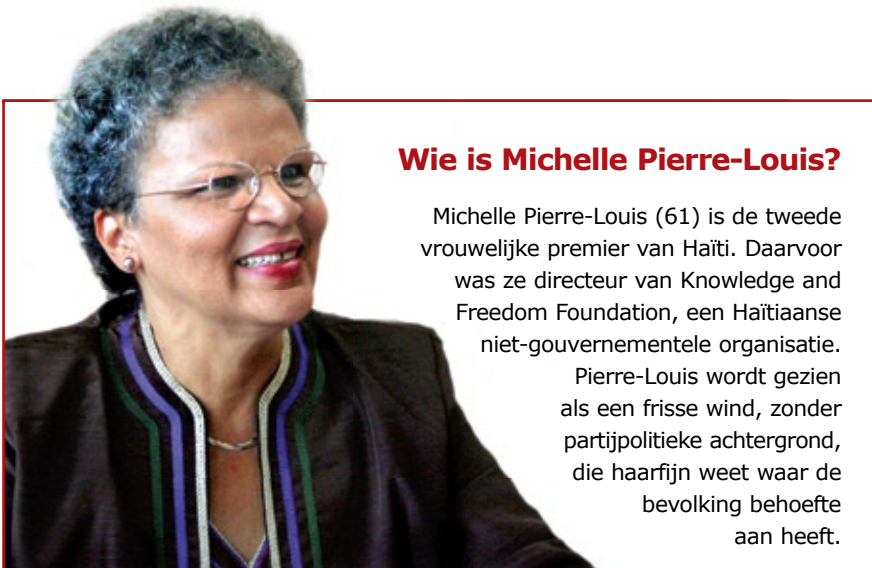 Wie is Michelle Pierre-Louis?
Michelle Pierre-Louis (61) is de tweede
vrouwelijke premier van Haïti. Daarvoor
was ze directeur van Knowledge and
Freedom Foundation, een Haïtiaanse
niet-gouvernementele organisatie.
Pierre-Louis wordt gezien
als een frisse wind, zonder
partijpolitieke achtergrond,
die haarfijn weet waar de
bevolking behoefte
aan heeft.